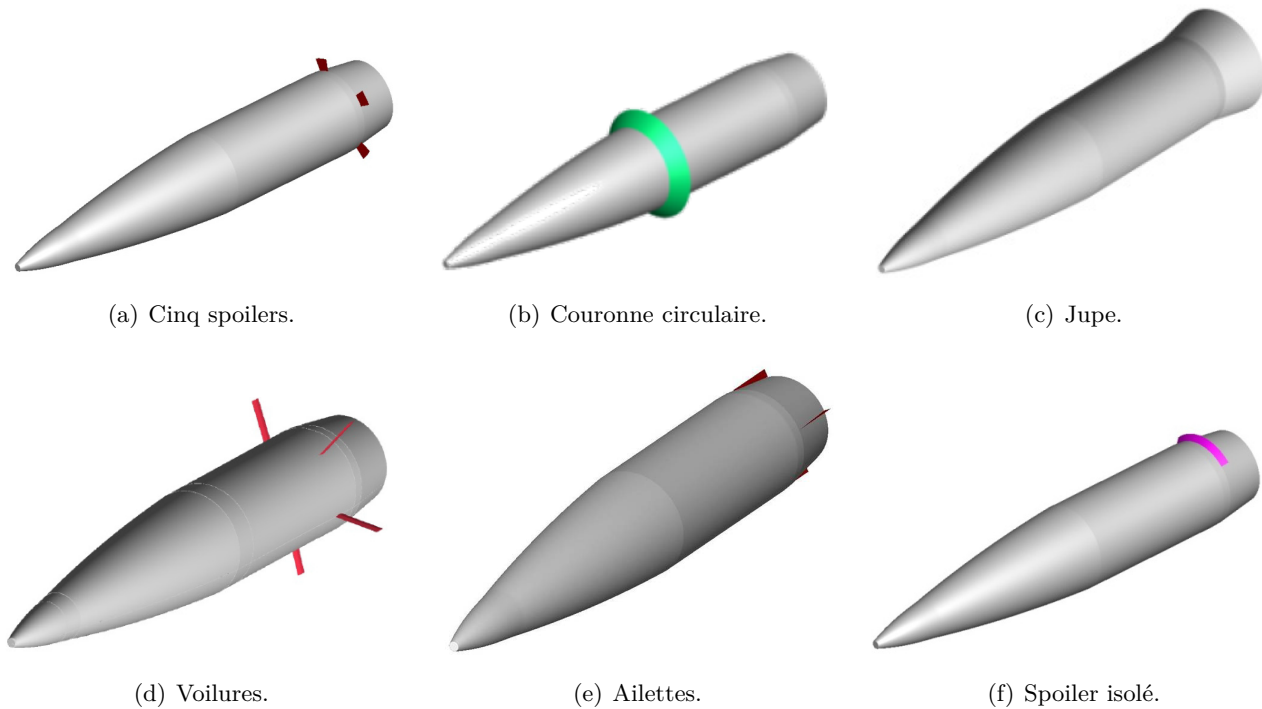 (a) Cinq spoilers.
(b) Couronne circulaire.
(c) Jupe.
(d) Voilures.
(e) Ailettes.
(f) Spoiler isolé.